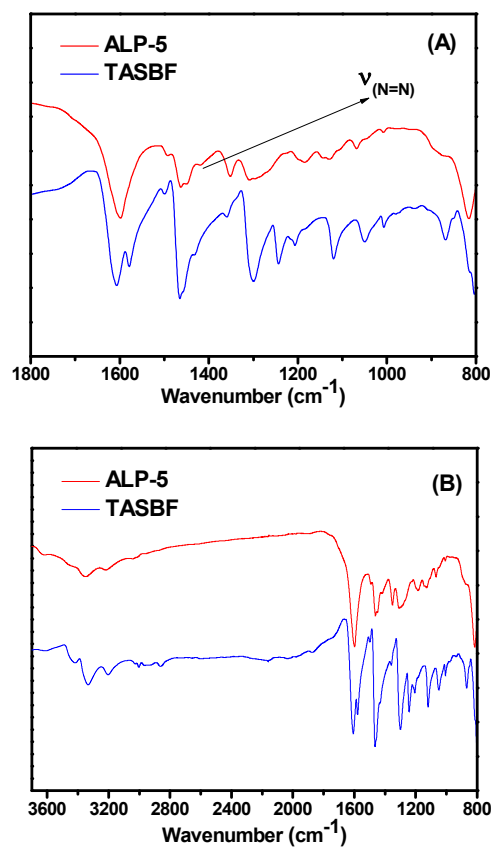 ALP-5
TASBF
(A)
ν(N=N)
1800 1600 1400 1200 1000 800
Wavenumber (cm-1)
ALP-5
TASBF
(B)
3600 3200 2800 2400 2000 1600 1200 800
Wavenumber (cm-1)